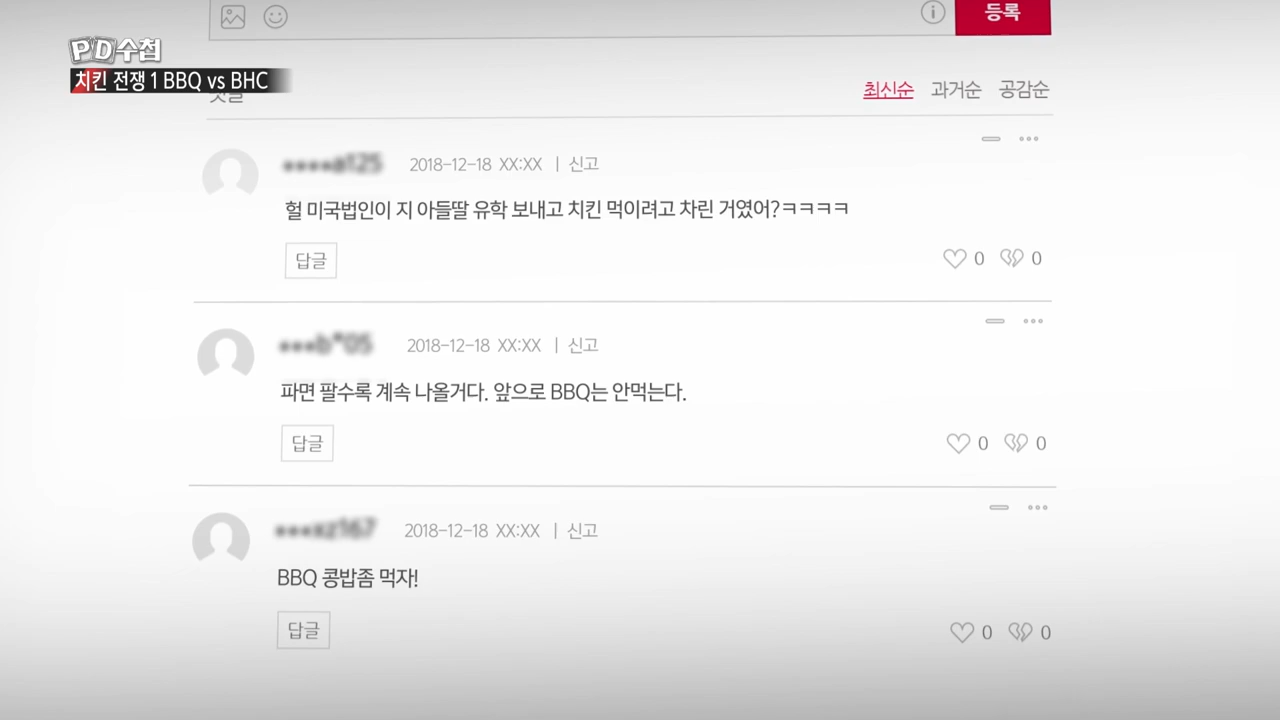 등록
PD수첩
치킨 전쟁 1 BBQ vs BHC
댓글
최신순 과거순 공감순
2018-12-18 XX:XX | 신고
헐 미국법인이 지 아들딸 유학 보내고 치킨 먹이려고 차린 거였어?ㅋㅋㅋㅋ
답글
0 0
2018-12-18 XX:XX | 신고
파면 팔수록 계속 나올거다. 앞으로 BBQ는 안먹는다.
답글
0 0
2018-12-18 XX:XX | 신고
BBQ 콩밥좀 먹자!
답글
0 0